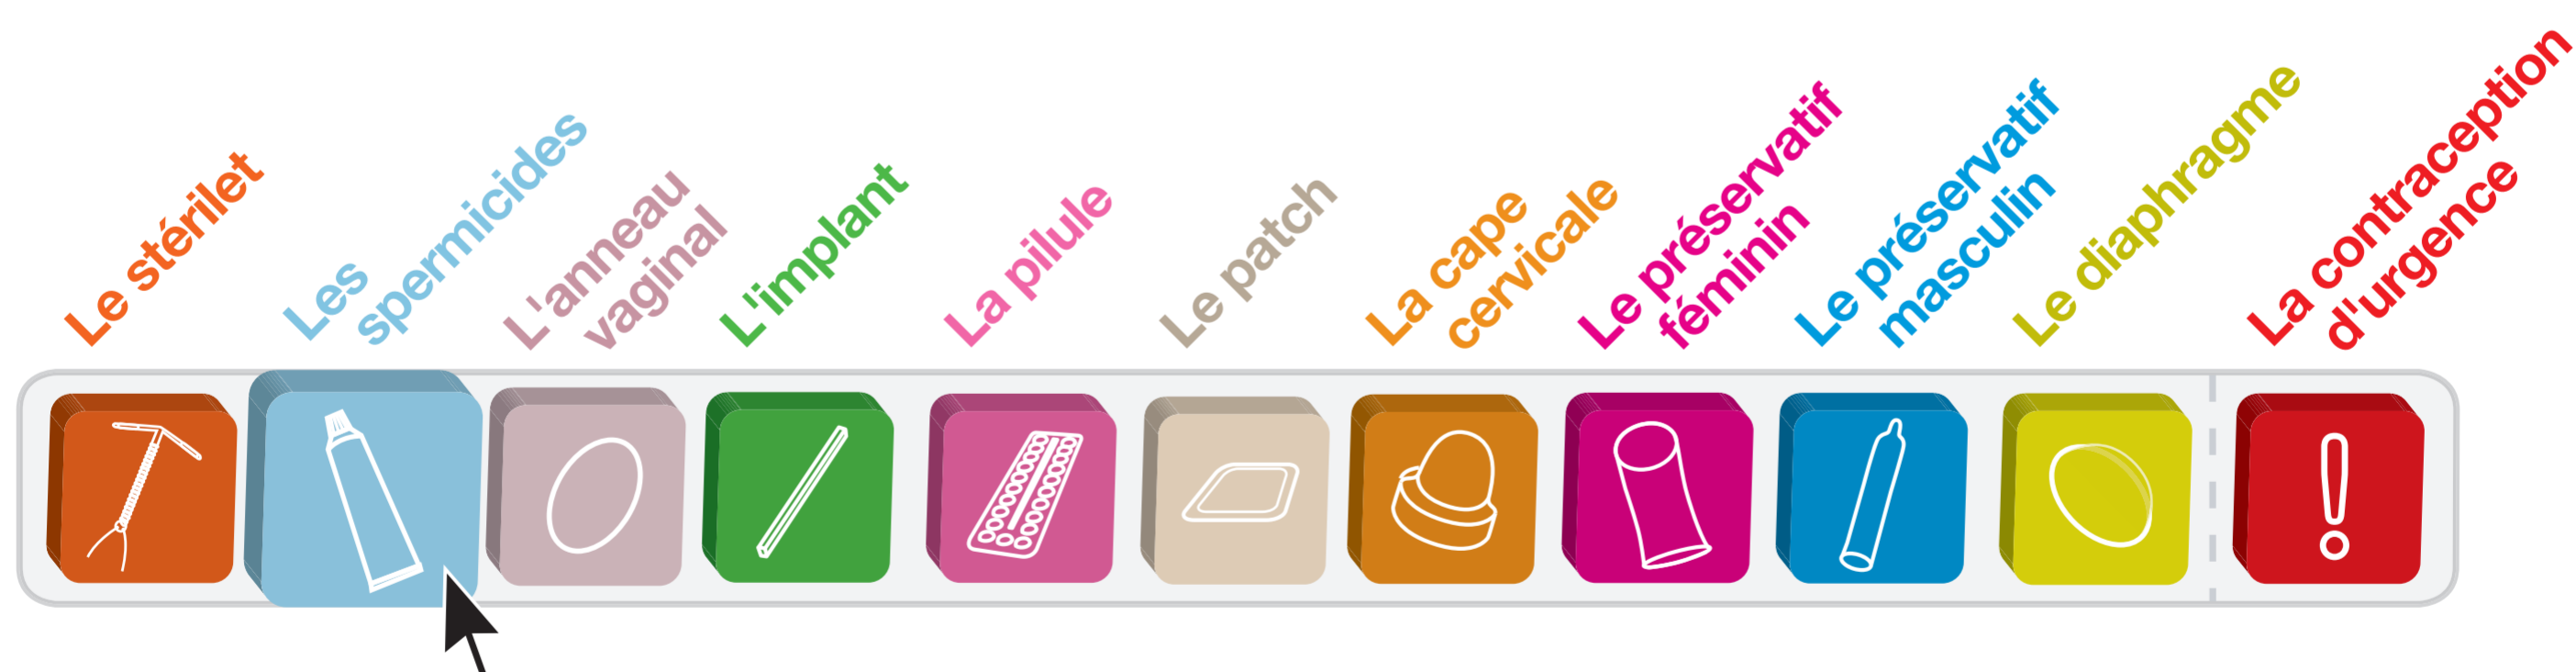 Le stérilet
Les
spermicides
L'anneau
vaginal
L'implant
La pilule
Le patch
La cape
cervicale
Le préservatif
féminin
Le préservatif
masculin
Le diaphragme
La contraception
d'urgence